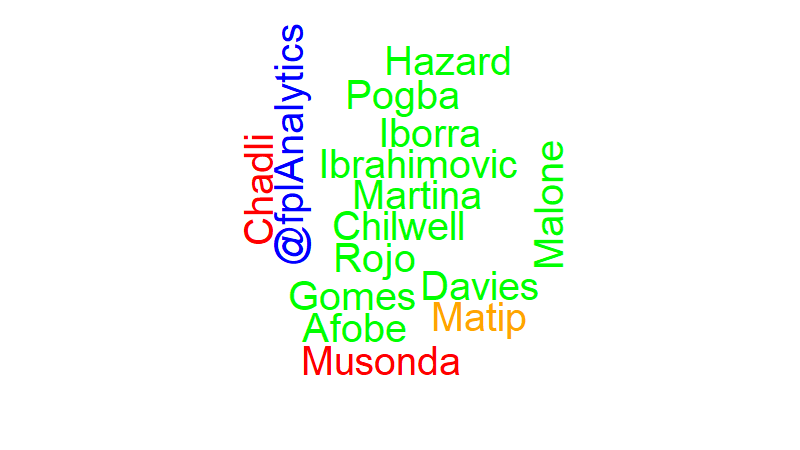 Hazard
Pogba
Iborra
Ibrahimovic
Martina
Chilwell
Rojo
Gomes
Davies
Afobe
Matip
Musonda
Chadli
@fplAnalytics
Malone